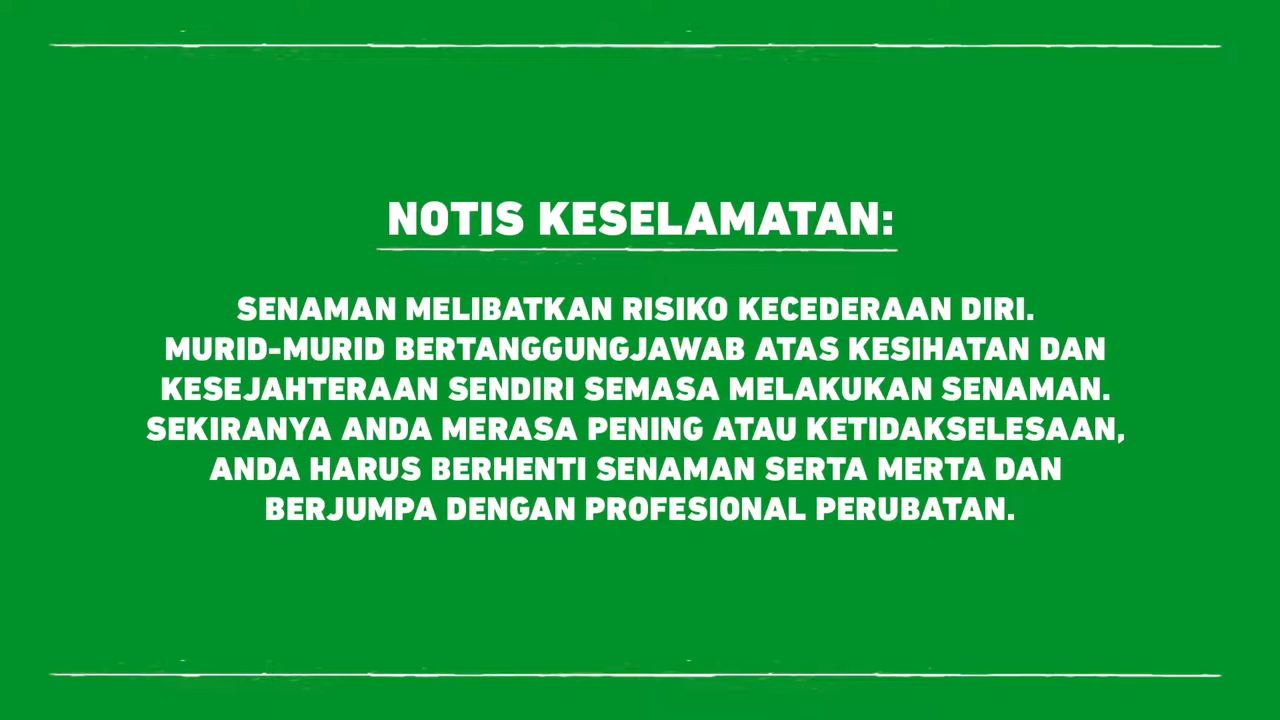 NOTIS KESELAMATAN:
SENAMAN MELIBATKAN RISIKO KECEDERAAN DIRI.
MURID-MURID BERTANGGUNGJAWAB ATAS KESIHATAN DAN
KESEJAHTERAAN SENDIRI SEMASA MELAKUKAN SENAMAN.
SEKIRANYA ANDA MERASA PENING ATAU KETIDAKSELESAAN,
ANDA HARUS BERHENTI SENAMAN SERTA MERTA DAN
BERJUMPA DENGAN PROFESIONAL PERUBATAN.